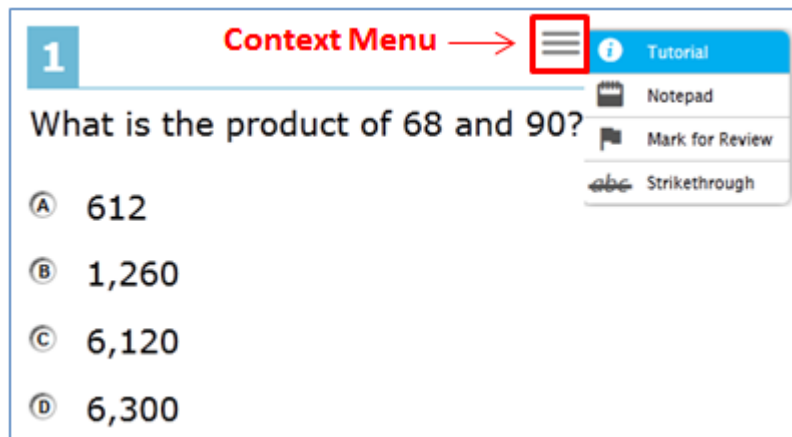 1
Context Menu
Tutorial
Notepad
Mark for Review
abc Strikethrough
What is the product of 68 and 90?
A 612
B 1,260
C 6,120
D 6,300